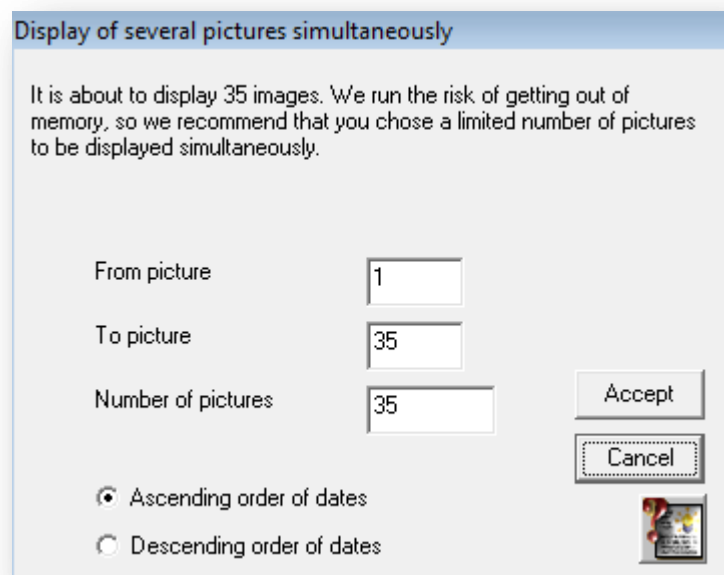 Display of several pictures simultaneously
It is about to display 35 images. We run the risk of getting out of
memory, so we recommend that you chose a limited number of pictures
to be displayed simultaneously.
From picture
1
To picture
35
Number of pictures
35
Accept
Cancel
Ascending order of dates
Descending order of dates